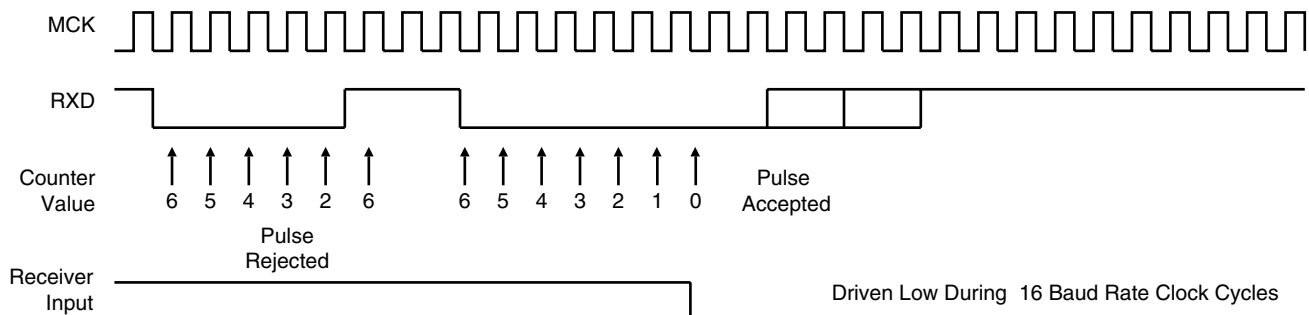 MCK
RXD
Counter
Value
6 5 4 3 2 6 6 5 4 3 2 1 0
Pulse
Accepted
Pulse
Rejected
Receiver
Input
Driven Low During 16 Baud Rate Clock Cycles